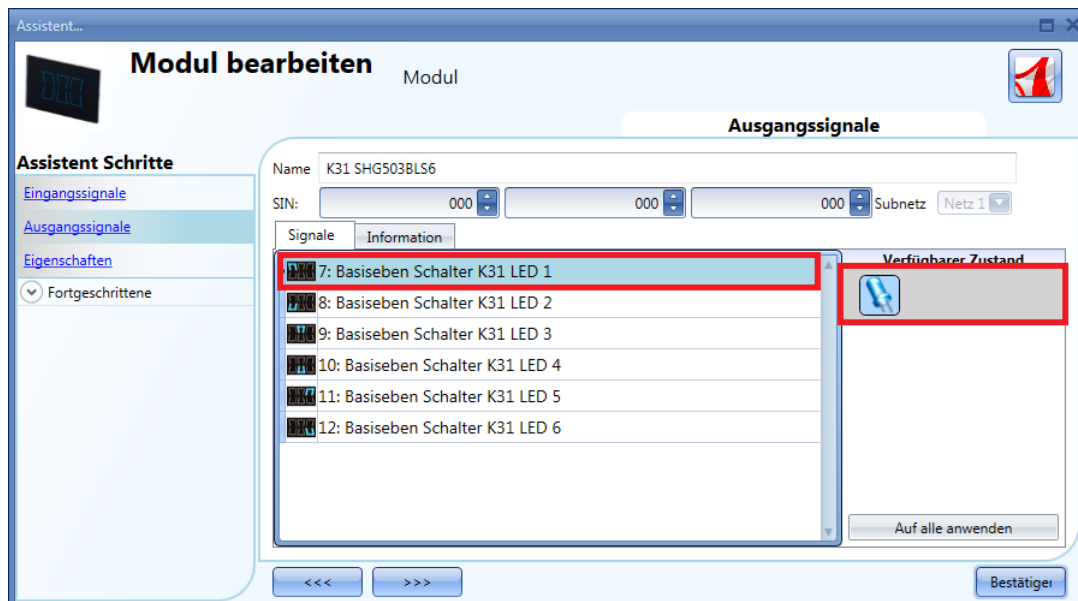 Assistent...
Modul bearbeiten
Modul
Ausgangssignale
Assistent Schritte
Eingangssignale
Ausgangssignale
Eigenschaften
Fortgeschrittene
Name K31 SHG503BLS6
SIN: 000 000 000 Subnetz Netz 1
Signale Information
Verfügbarer Zustand
7: Basiseben Schalter K31 LED 1
8: Basiseben Schalter K31 LED 2
9: Basiseben Schalter K31 LED 3
10: Basiseben Schalter K31 LED 4
11: Basiseben Schalter K31 LED 5
12: Basiseben Schalter K31 LED 6
Auf alle anwenden
<<< >>>
Bestätiger